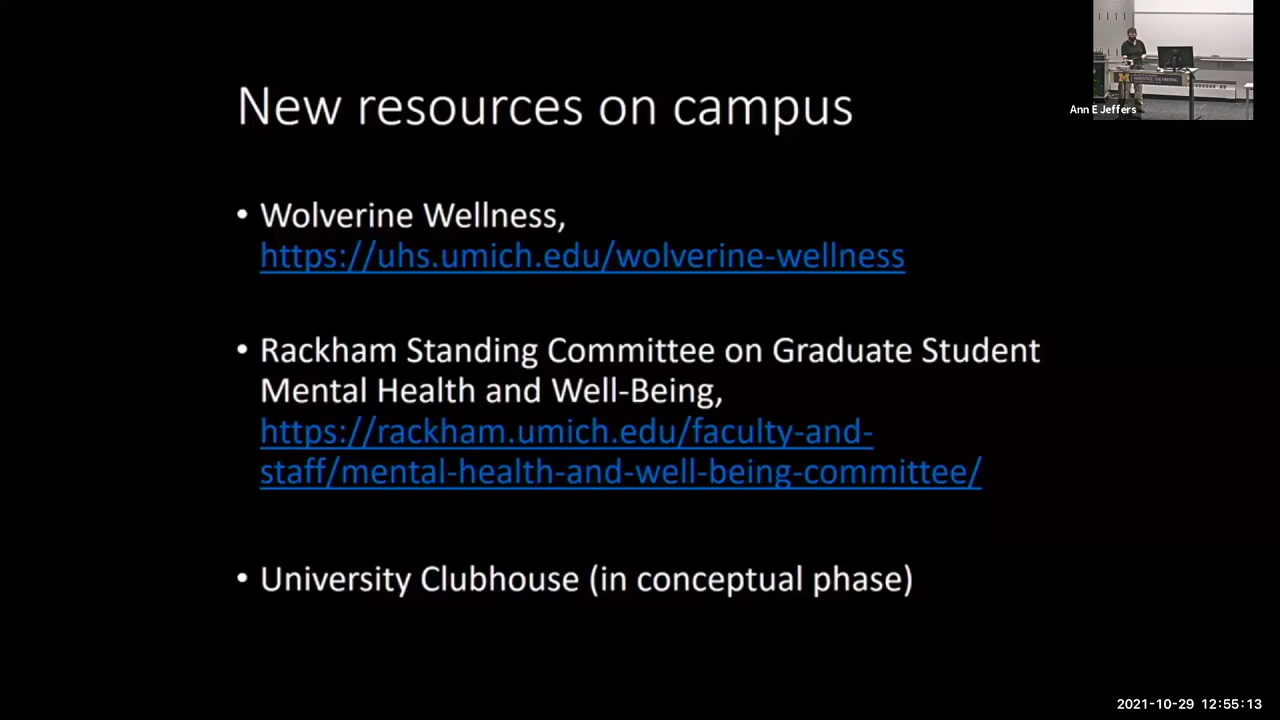 New resources on campus
Ann E Jeffers
• Wolverine Wellness,
https://uhs.umich.edu/wolverine-wellness
• Rackham Standing Committee on Graduate Student
Mental Health and Well-Being,
https://rackham.umich.edu/faculty-and-
staff/mental-health-and-well-being-committee/
• University Clubhouse (in conceptual phase)
2021-10-29 12:55:13